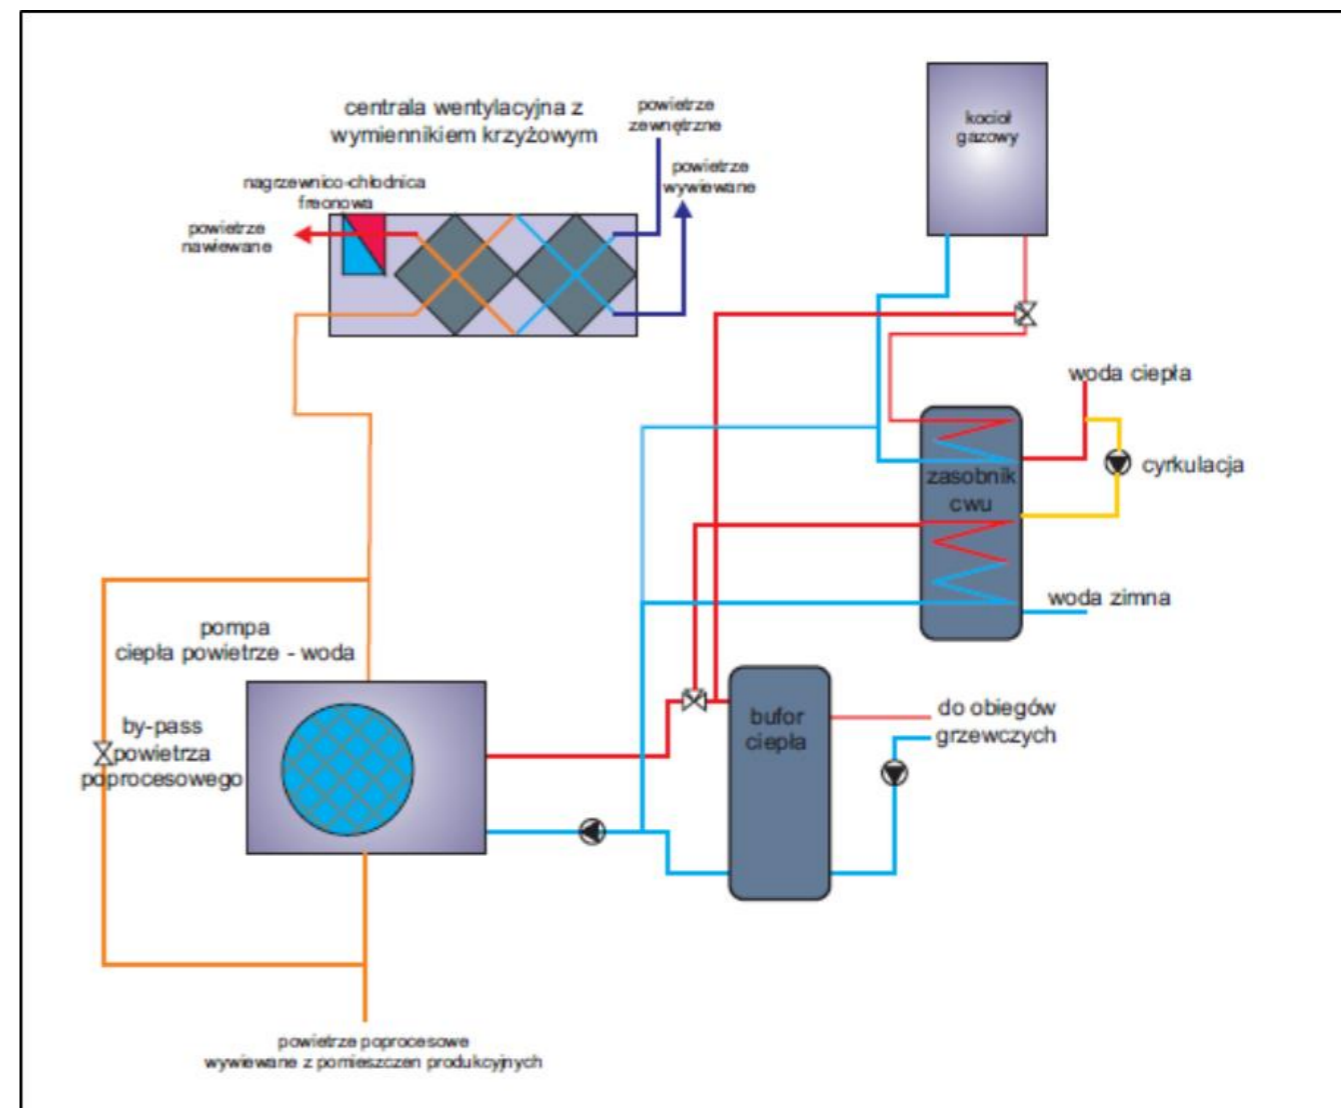 centrala wentylacyjna z
wymiennikiem krzyżowym
powietrze
zewnętrzne
kocioł
gazowy
powietrze
wywiewane
nagrzewnico-chłodnica
freonowa
powietrze
nawiewane
woda ciepła
cyrkulacja
zasobnik
cwu
woda zimna
pompa
ciepła powietrze - woda
by-pass
powietrza
poprocesowego
bufor
ciepła
do obiegów
grzewczych
powietrze poprocesowe
wywiewane z pomieszczen produkcyjnych